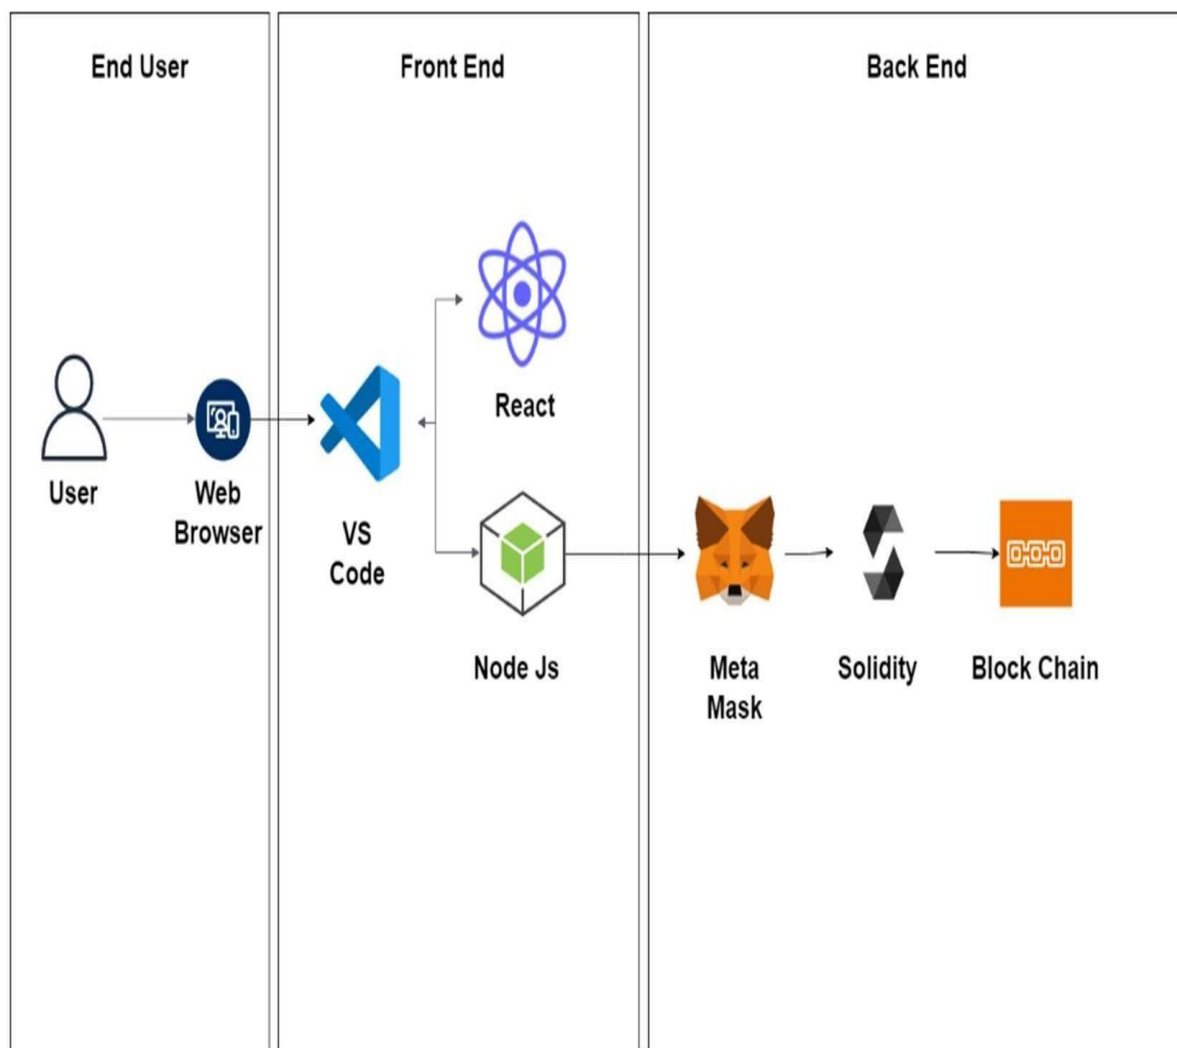 End User
Front End
Back End
React
User
Web
Browser
VS
Code
Node Js
Meta
Mask
Solidity
Block Chain